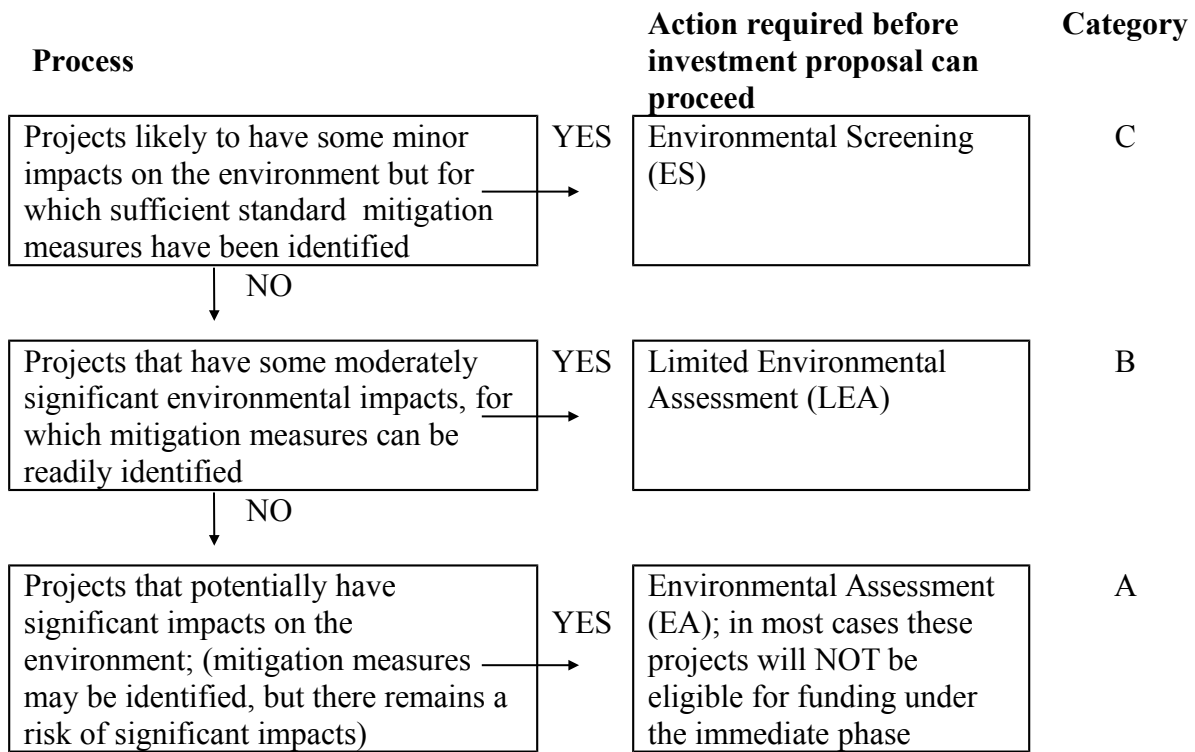 Process
Action required before
investment proposal can
proceed
Category
Projects likely to have some minor
impacts on the environment but for
which sufficient standard mitigation
measures have been identified
YES
Environmental Screening
(ES)
C
NO
Projects that have some moderately
significant environmental impacts, for
which mitigation measures can be
readily identified
YES
Limited Environmental
Assessment (LEA)
B
NO
Projects that potentially have
significant impacts on the
environment; (mitigation measures
may be identified, but there remains a
risk of significant impacts)
YES
Environmental Assessment
(EA); in most cases these
projects will NOT be
eligible for funding under
the immediate phase
A